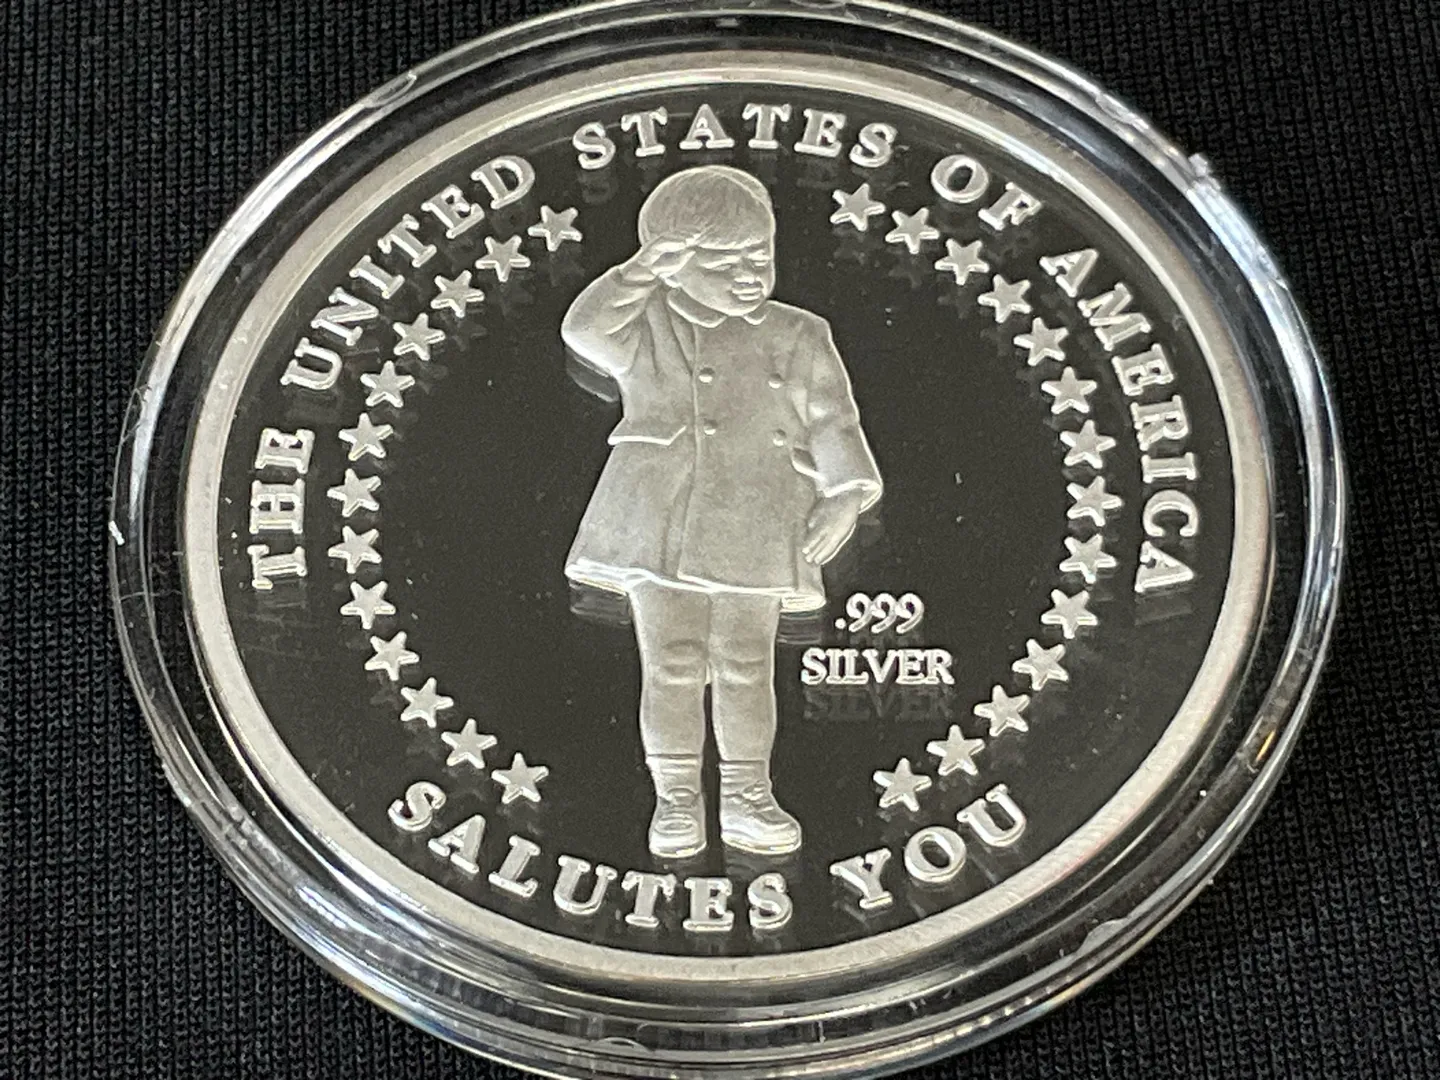 THE UNITED STATES OF AMERICA
.999
SILVER
SALUTES YOU